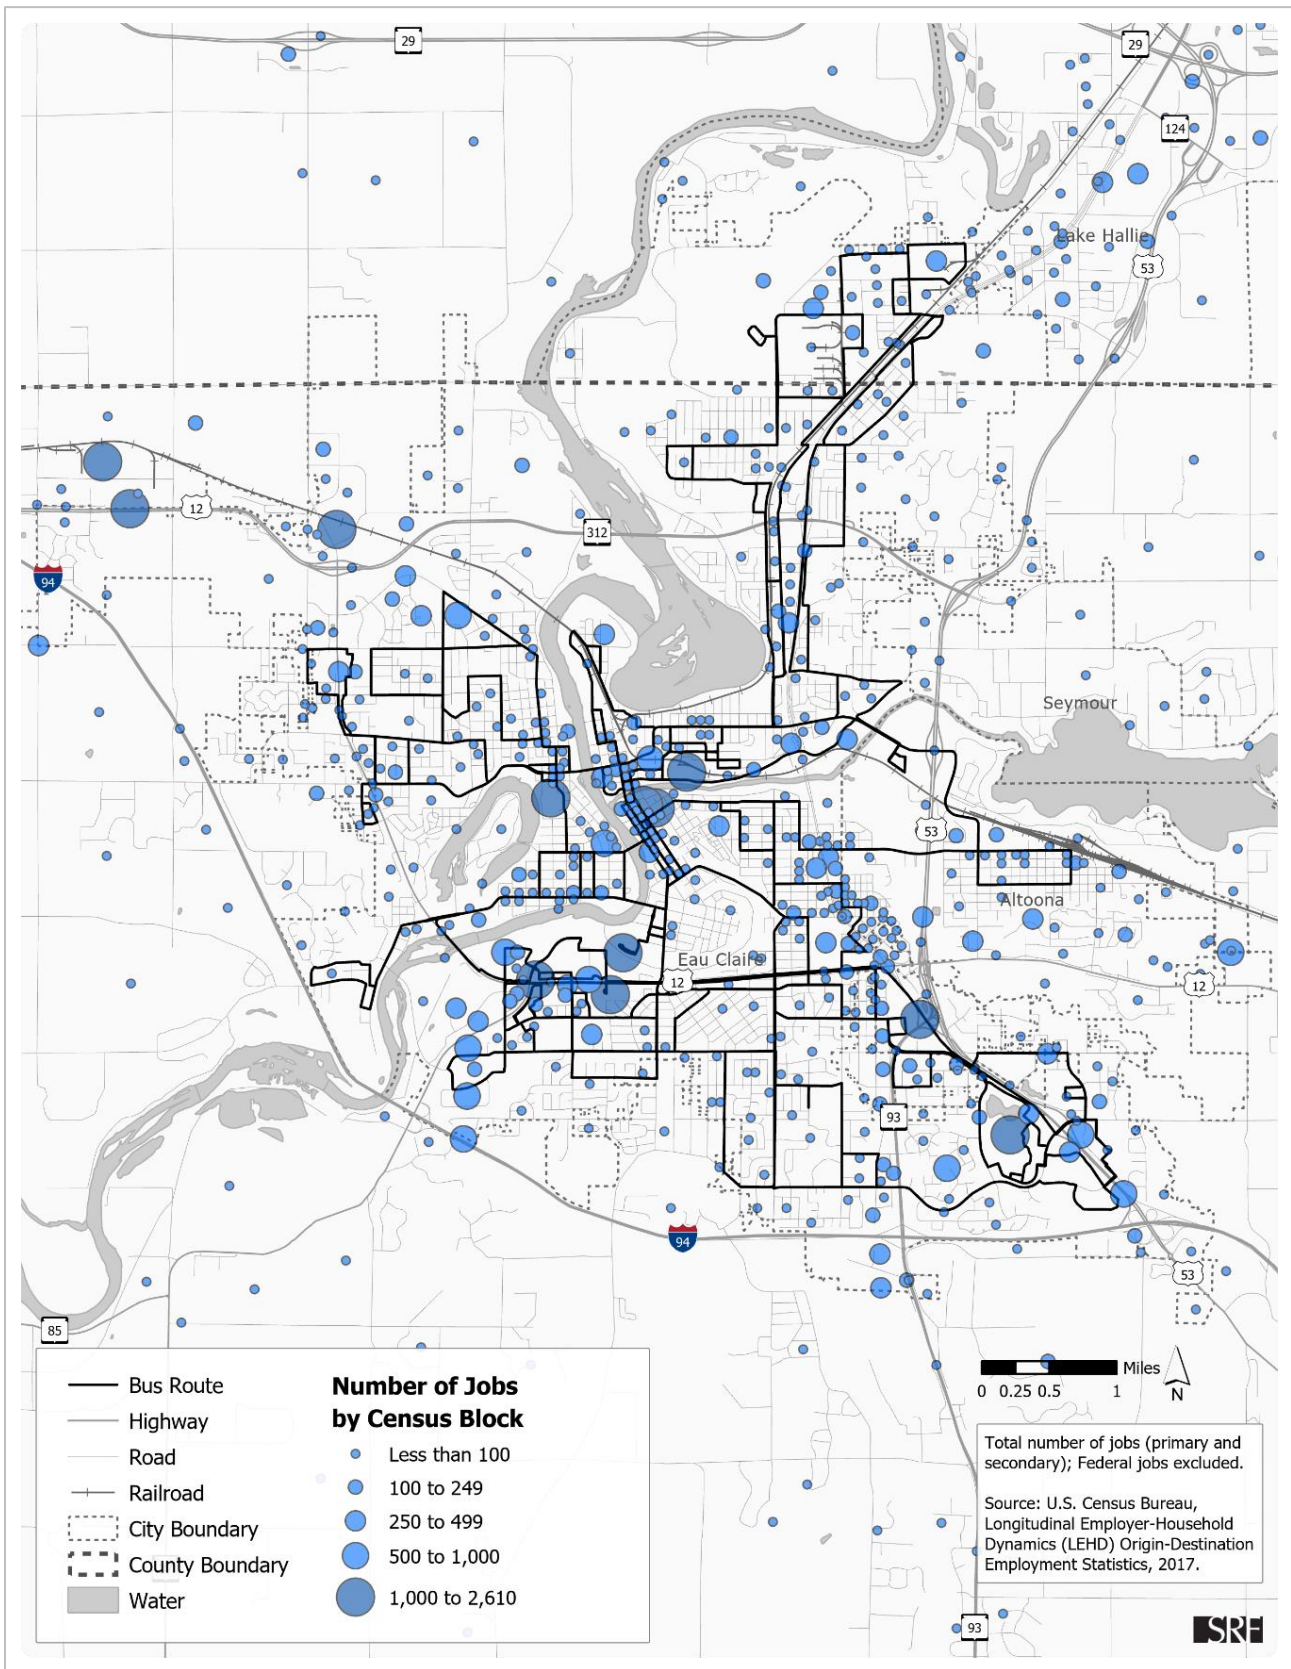 29
29
124
Lake Hallie
53
12
312
94
Seymour
53
Altoona
Eau Claire
12
12
93
94
53
85
Bus Route
Highway
Road
Railroad
City Boundary
County Boundary
Water
Number of Jobs
by Census Block
Less than 100
100 to 249
250 to 499
500 to 1,000
1,000 to 2,610
Miles
0 0.25 0.5 1
N
Total number of jobs (primary and
secondary); Federal jobs excluded.
Source: U.S. Census Bureau,
Longitudinal Employer-Household
Dynamics (LEHD) Origin-Destination
Employment Statistics, 2017.
93
SRF